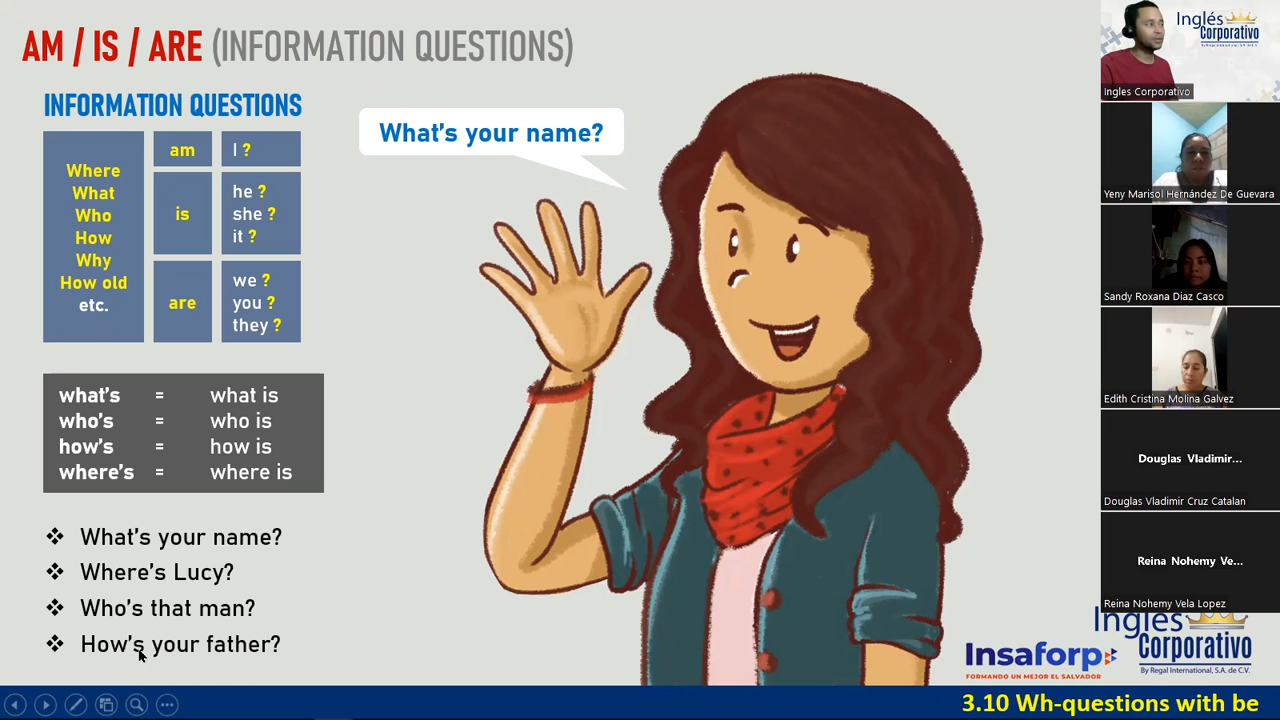 AM / IS / ARE (INFORMATION QUESTIONS)
INFORMATION QUESTIONS
Where
What
Who
How
Why
How old
etc.
am
I ?
is
he ?
she ?
it ?
are
we ?
you ?
they ?
what's = what is
who's = who is
how's = how is
where's = where is
❖ What's your name?
❖ Where's Lucy?
❖ Who's that man?
❖ How's your father?
What's your name?
Inglés
Corporativo
By Regal International, S.A. de C.V.
Ingles Corporativo
Yeny Marisol Hernández De Guevara
Sandy Roxana Diaz Casco
Edith Cristina Molina Galvez
Douglas Vladimir...
Douglas Vladimir Cruz Catalan
Reina Nohemy Ve...
Reina Nohemy Vela Lopez
Insaforp
FORMANDO UN MEJOR EL SALVADOR
Inglés
Corporativo
By Regal International, S.A. de C.V.
3.10 Wh-questions with be